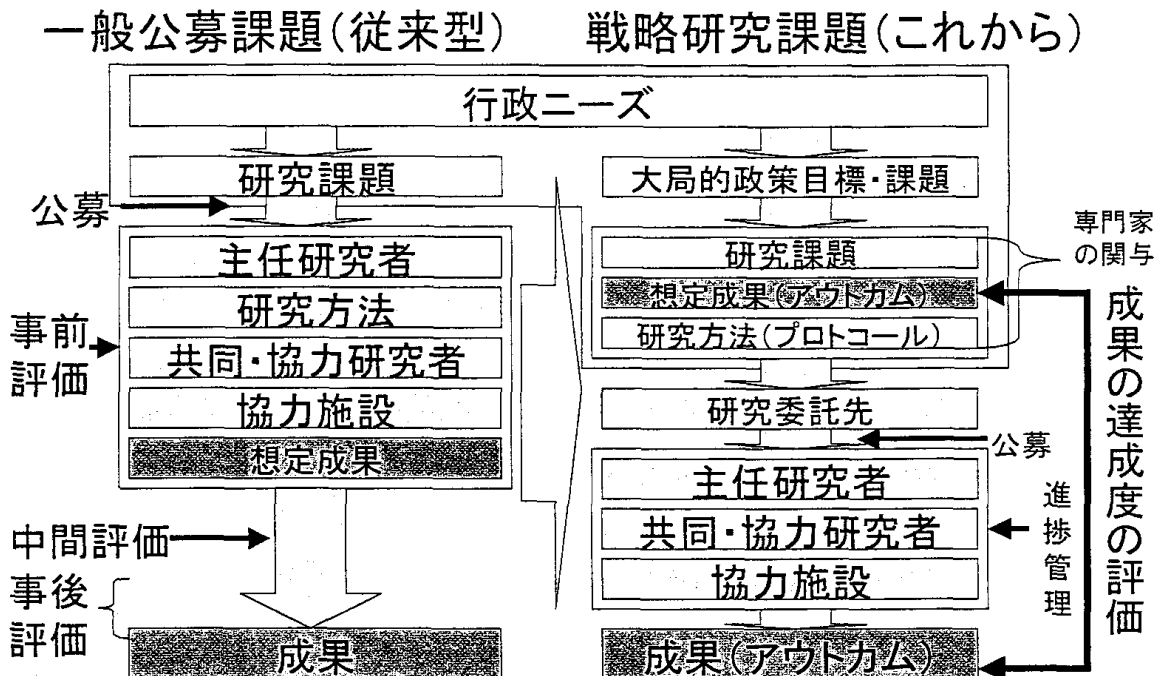 一般公募課題(従来型)
戦略研究課題(これから)
行政ニーズ
研究課題
公募
主任研究者
研究方法
共同・協力研究者
協力施設
想定成果
事前
評価
中間評価
事後
評価
成果
大局的政策目標・課題
研究課題
想定成果(アウトカム)
研究方法(プロトコール)
専門家
の関与
研究委託先
公募
主任研究者
共同・協力研究者
協力施設
進捗管理
成果(アウトカム)
成果の達成度の評価